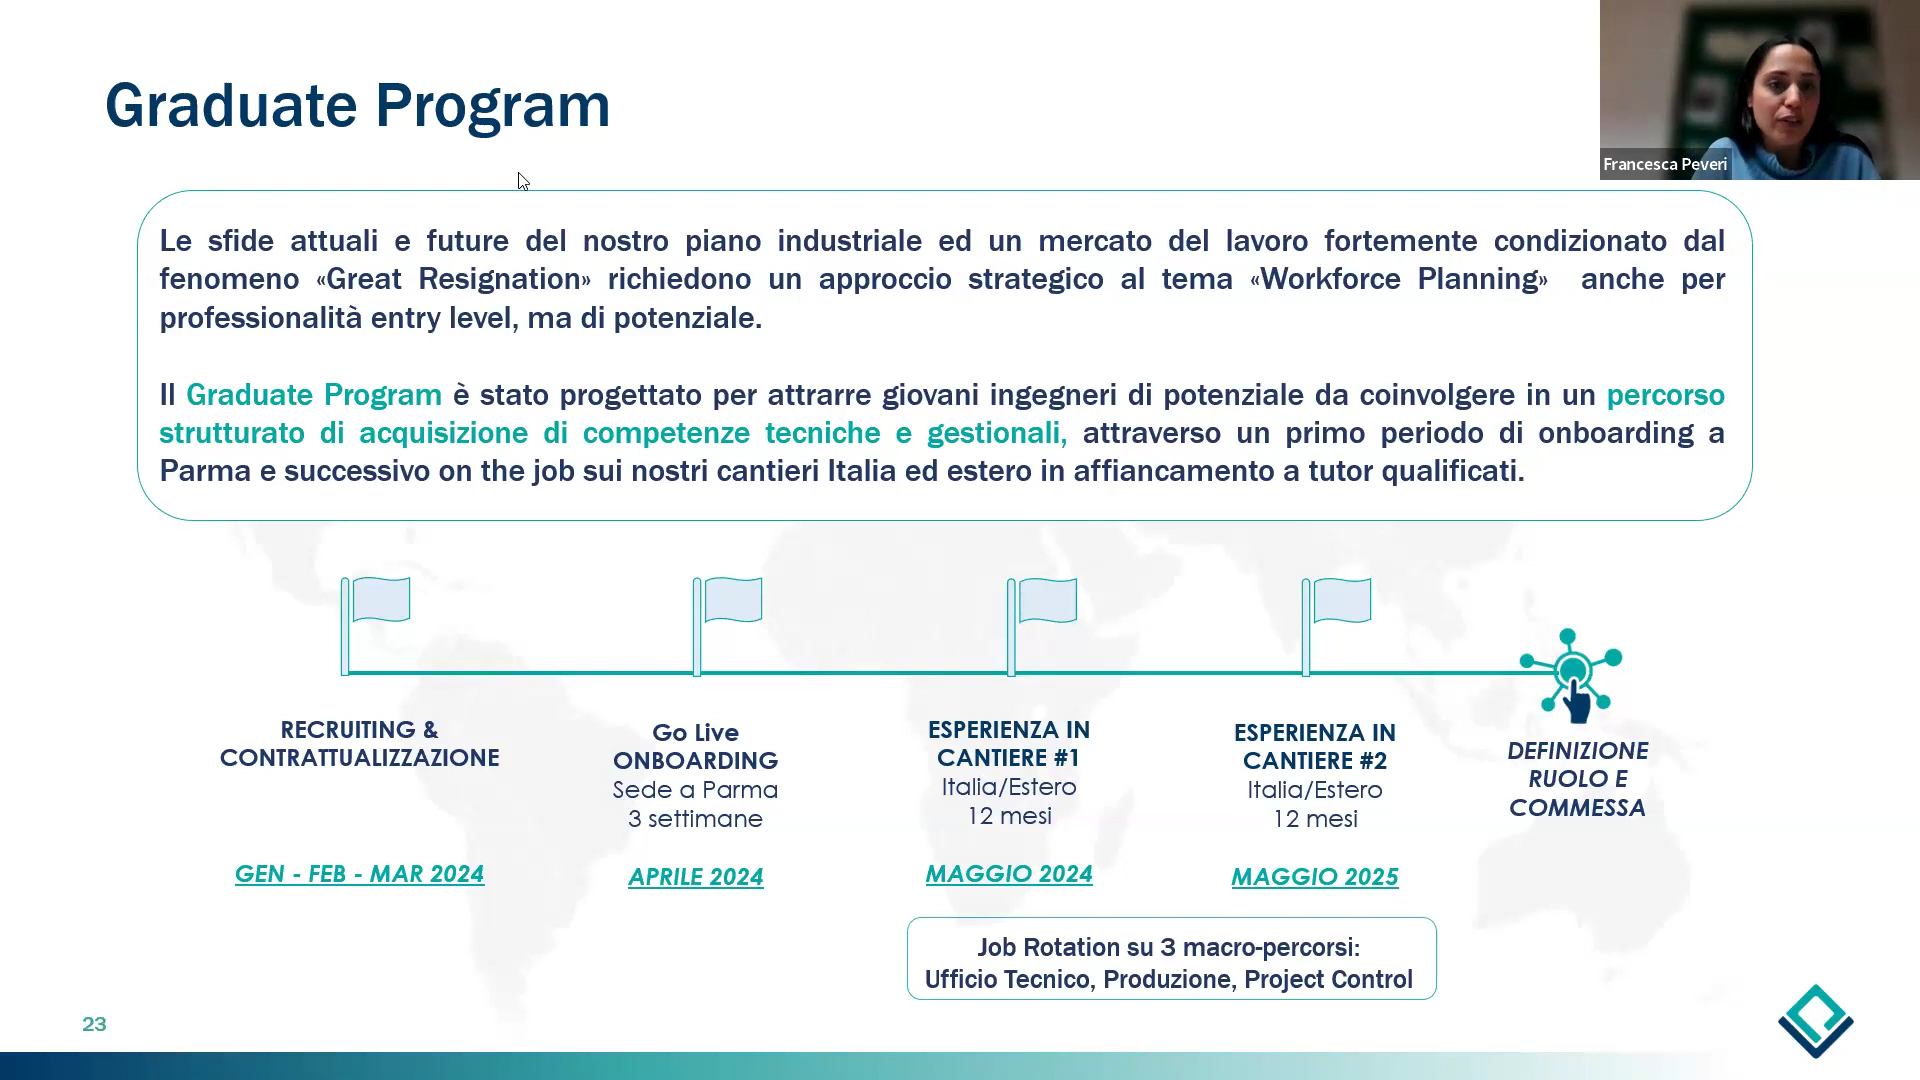 Graduate Program
Francesca Peveri
Le sfide attuali e future del nostro piano industriale ed un mercato del lavoro fortemente condizionato dal
fenomeno «Great Resignation» richiedono un approccio strategico al tema «Workforce Planning» anche per
professionalità entry level, ma di potenziale.
Il Graduate Program è stato progettato per attrarre giovani ingegneri di potenziale da coinvolgere in un percorso
strutturato di acquisizione di competenze tecniche e gestionali, attraverso un primo periodo di onboarding a
Parma e successivo on the job sui nostri cantieri Italia ed estero in affiancamento a tutor qualificati.
RECRUITING &
CONTRATTUALIZZAZIONE
GEN - FEB - MAR 2024
Go Live
ONBOARDING
Sede a Parma
3 settimane
APRILE 2024
ESPERIENZA IN
CANTIERE #1
Italia/Estero
12 mesi
MAGGIO 2024
ESPERIENZA IN
CANTIERE #2
Italia/Estero
12 mesi
MAGGIO 2025
DEFINIZIONE
RUOLO E
COMMESSA
Job Rotation su 3 macro-percorsi:
Ufficio Tecnico, Produzione, Project Control
23